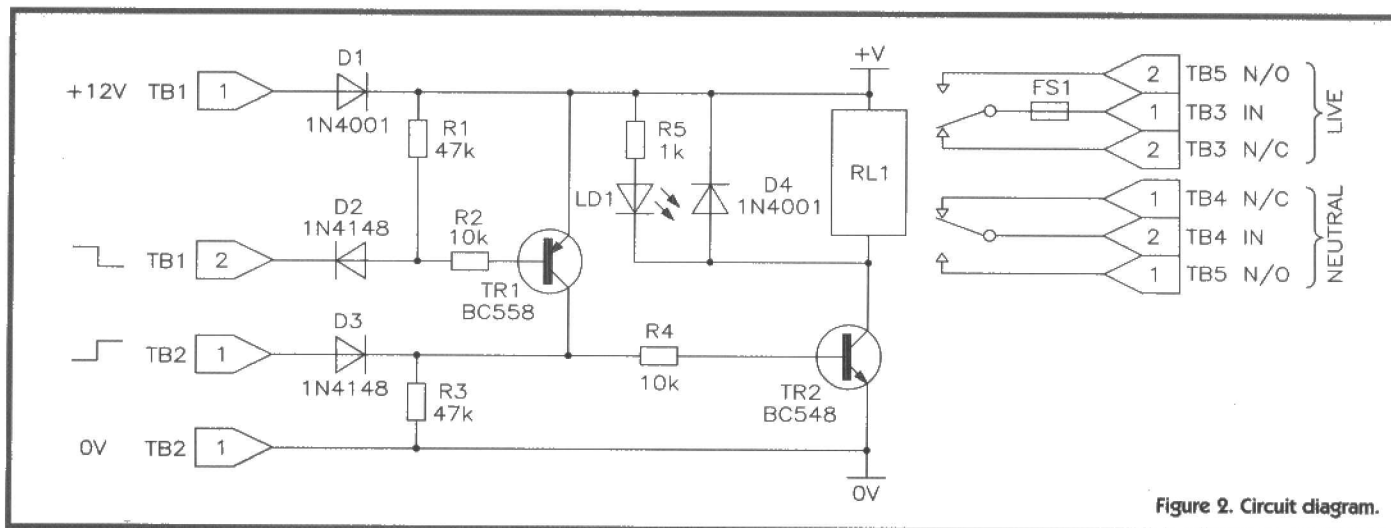 +12V TB1 1
D1
1N4001
R1
47k
D2
1N4148
TB1 2
R2
10k
TR1
BC558
D3
1N4148
TB2 1
R3
47k
0V TB2 1
R4
10k
R5
1k
LD1
D4
1N4001
+V
RL1
TR2
BC548
0V
FS1
2 TB5 N/O
1 TB3 IN
2 TB3 N/C
LIVE
1 TB4 N/C
2 TB4 IN
1 TB5 N/O
NEUTRAL
Figure 2. Circuit diagram.